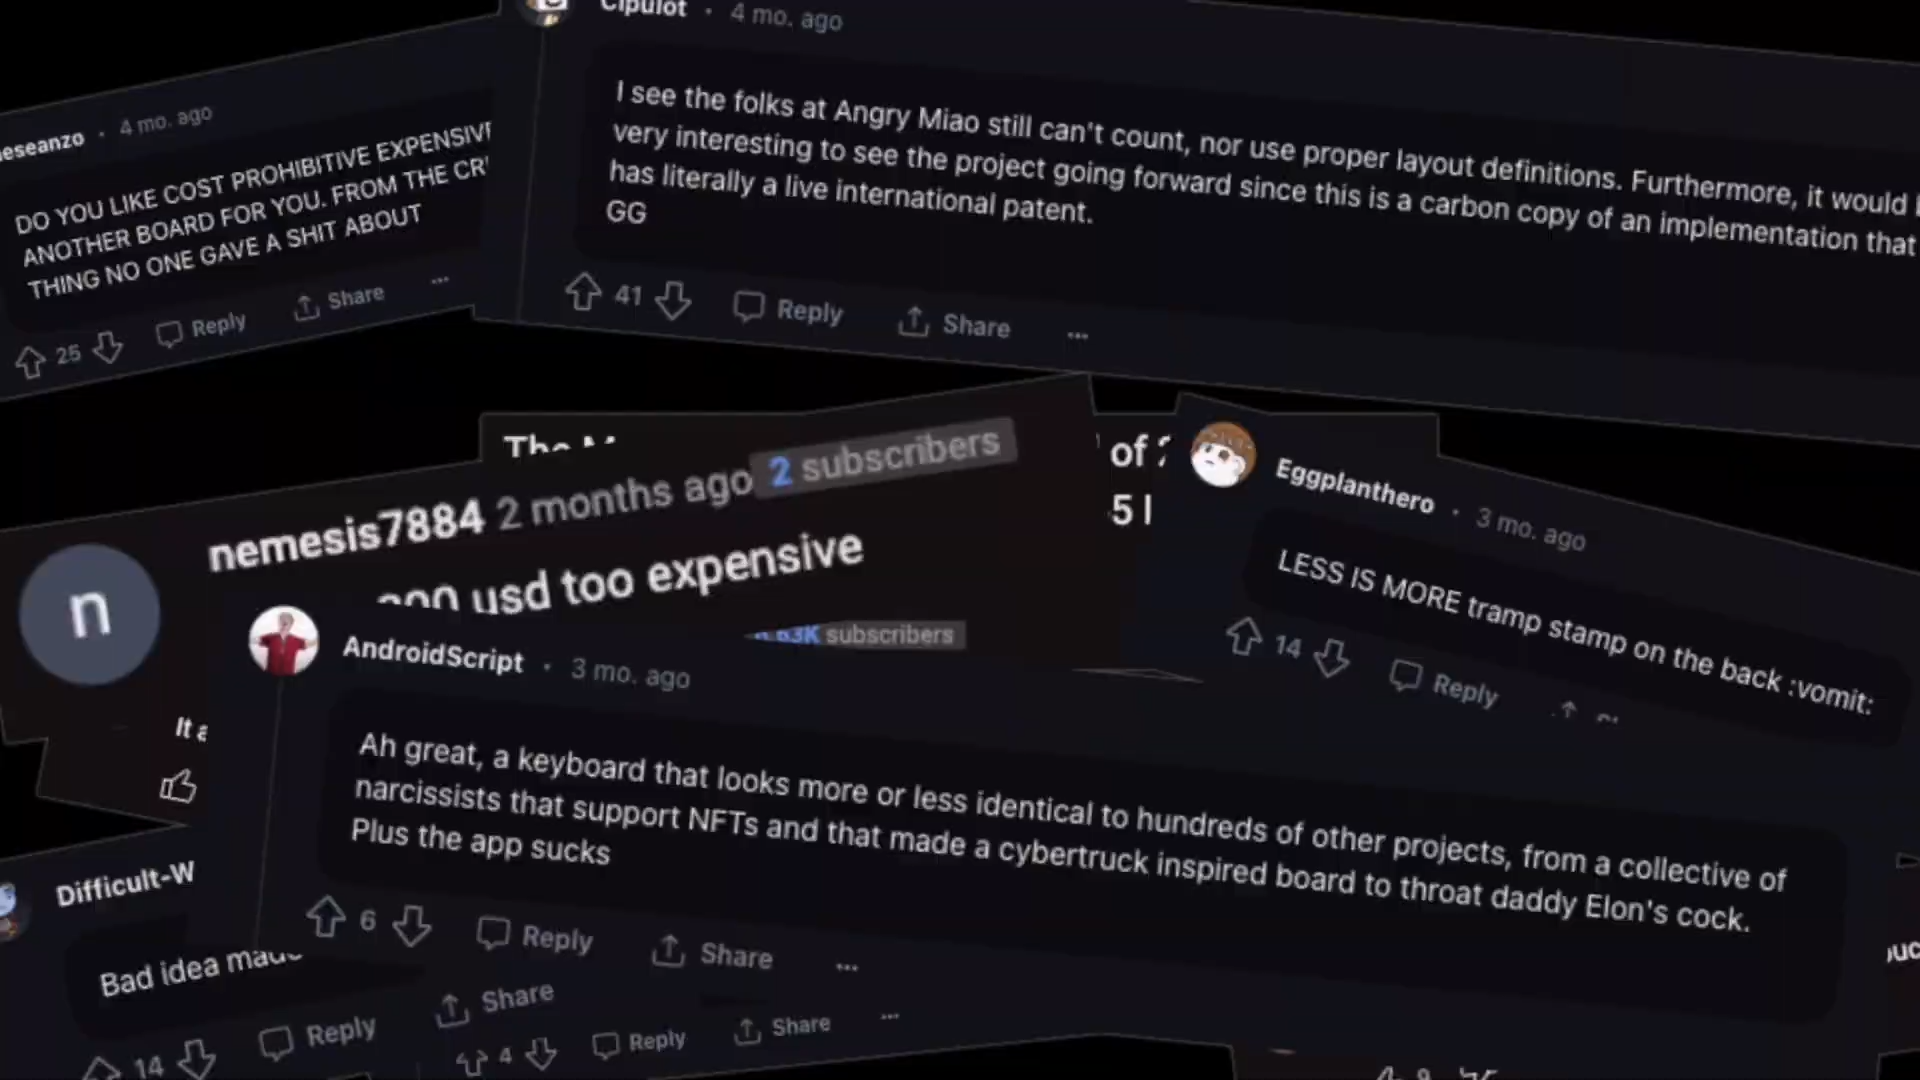 Cipulot · 4 mo. ago
I see the folks at Angry Miao still can't count, nor use proper layout definitions. Furthermore, it would
very interesting to see the project going forward since this is a carbon copy of an implementation that
has literally a live international patent.
GG
41 Reply Share ...
eseanzo · 4 mo. ago
DO YOU LIKE COST PROHIBITIVE EXPENSIVE
ANOTHER BOARD FOR YOU. FROM THE
THING NO ONE GAVE A SHIT ABOUT
25 Reply Share ...
of
5
nemesis7884 2 months ago 2 subscribers
usd too expensive
subscribers
Eggplanthero · 3 mo. ago
LESS IS MORE tramp stamp on the back :vomit:
14 Reply
AndroidScript · 3 mo. ago
Ah great, a keyboard that looks more or less identical to hundreds of other projects, from a collective of
narcissists that support NFTs and that made a cybertruck inspired board to throat daddy Elon's cock.
Plus the app sucks
6 Reply Share ...
It
Difficult-W
Bad idea
14 Reply Share
4 Reply Share ...